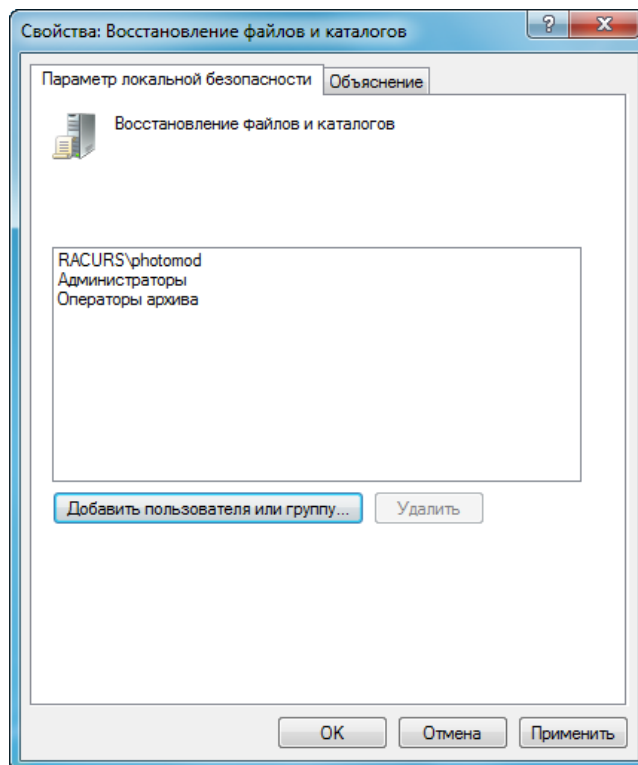 Свойства: Восстановление файлов и каталогов
?
X
Параметр локальной безопасности
Объяснение
Восстановление файлов и каталогов
RACURS\photomod
Администраторы
Операторы архива
Добавить пользователя или группу...
Удалить
OK
Отмена
Применить